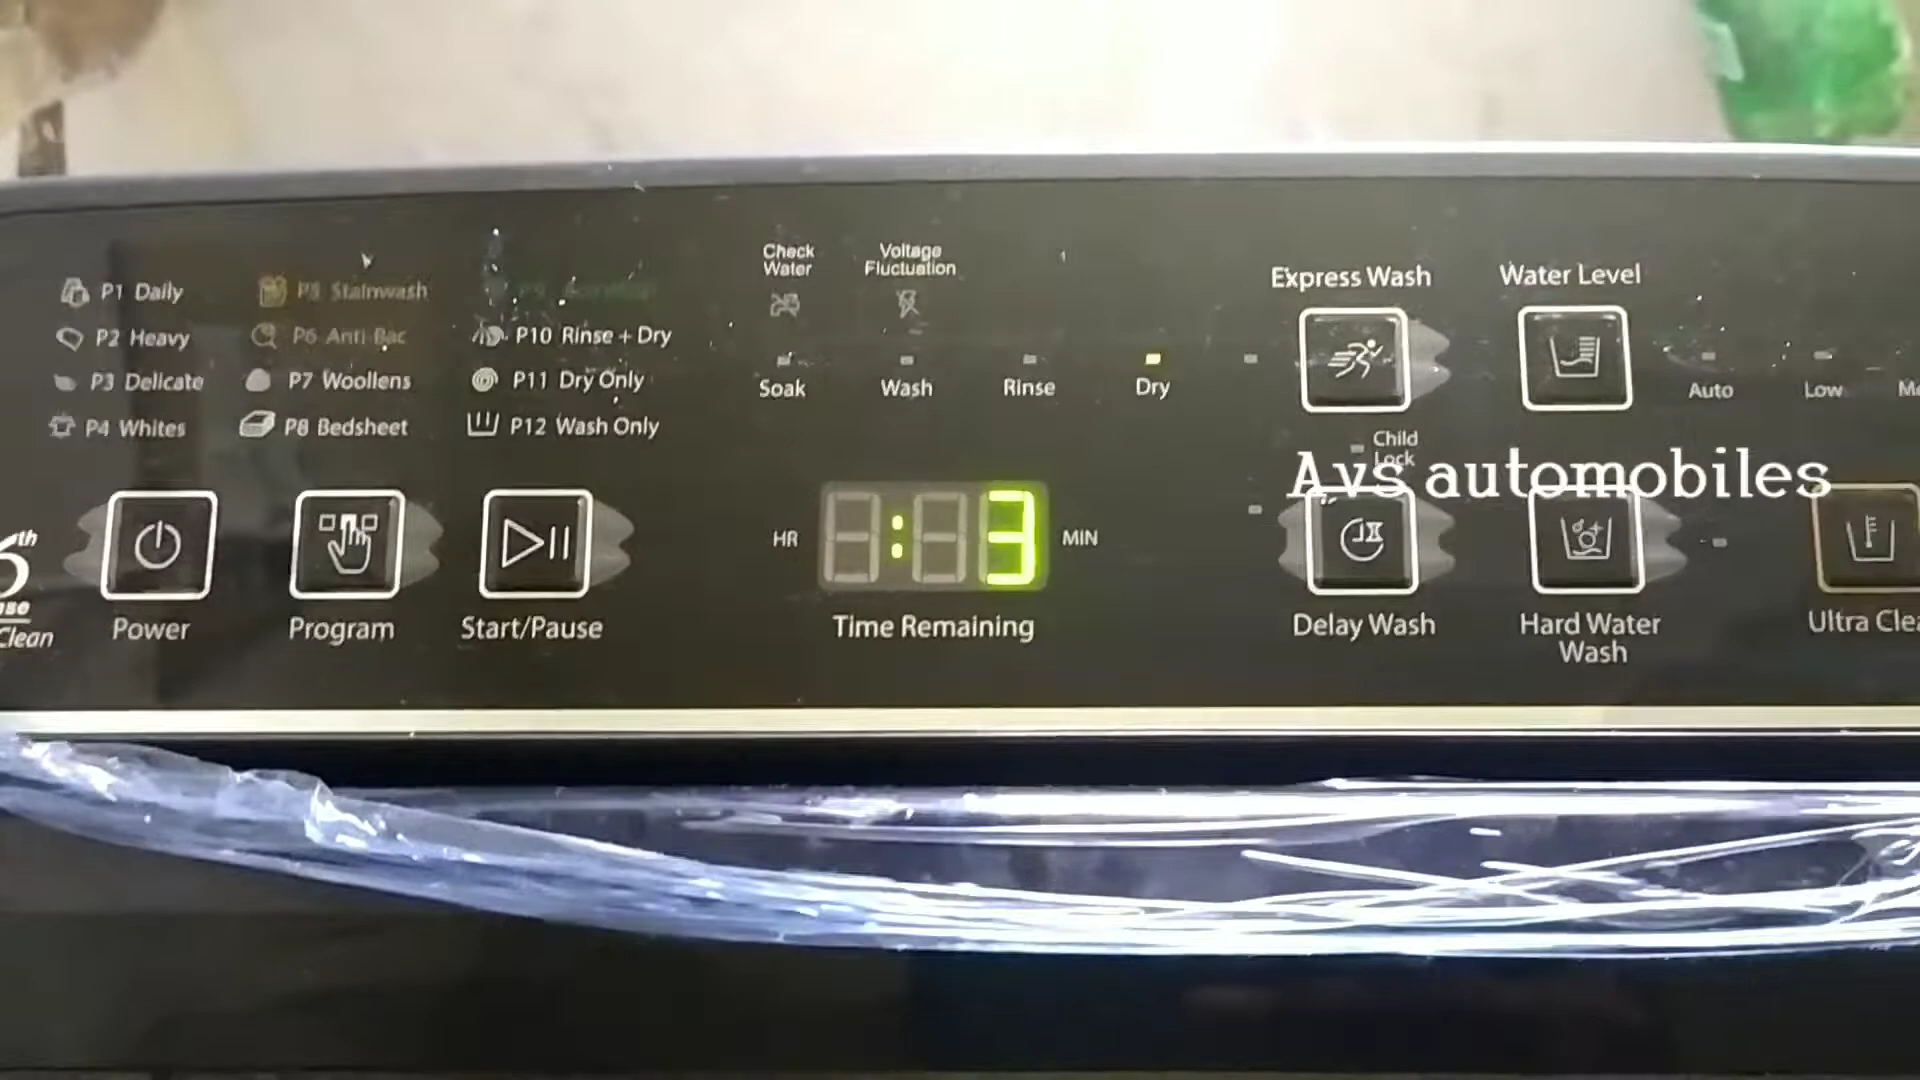 Check Water
Voltage Fluctuation
Express Wash
Water Level
P1 Daily
P5 Stainwash
P2 Heavy
P6 Anti Bac
P10 Rinse + Dry
P3 Delicate
P7 Woollens
P11 Dry Only
P4 Whites
P8 Bedsheet
P12 Wash Only
Soak
Wash
Rinse
Dry
Auto
Low
Child Lock
Avs automobiles
HR
: 3
MIN
6th
Clean
Power
Program
Start/Pause
Time Remaining
Delay Wash
Hard Water Wash
Ultra